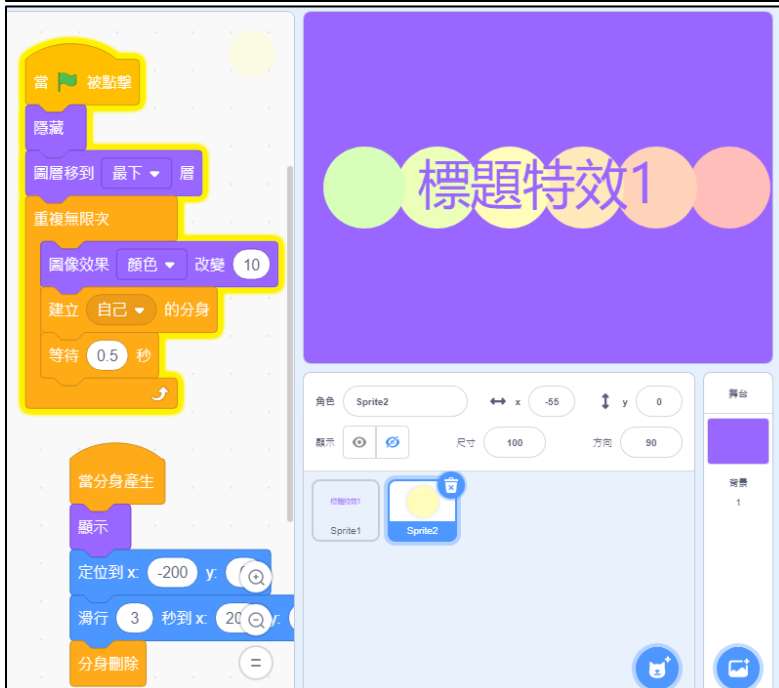 當 被點擊
隱藏
圖層移到 最下 層
重複無限次
圖像效果 顏色 改變 10
建立 自己 的分身
等待 0.5 秒
當分身產生
顯示
定位到 x: -200 y:
滑行 3 秒到 x: 20 y:
分身刪除
標題特效1
角色 Sprite2 x -55 y 0
顯示 尺寸 100 方向 90
標題特效1
Sprite1
Sprite2
舞台
背景
1